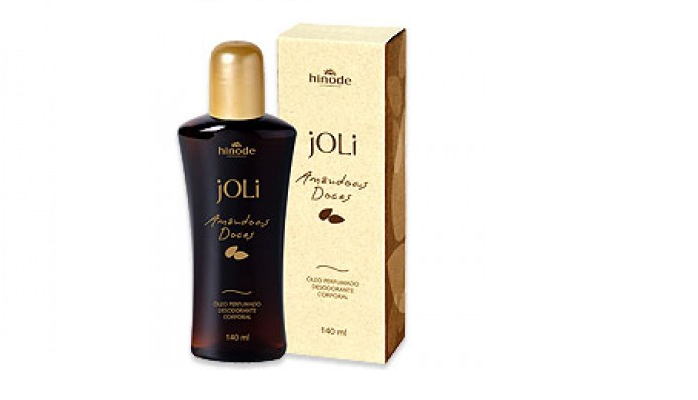 hinode
jOLi
Amêndoas
Doces
ÓLEO PERFUMADO
DESODORANTE
CORPORAL
140 ml
hinode
jOLi
Amêndoas
Doces
ÓLEO PERFUMADO
DESODORANTE
CORPORAL
140 ml